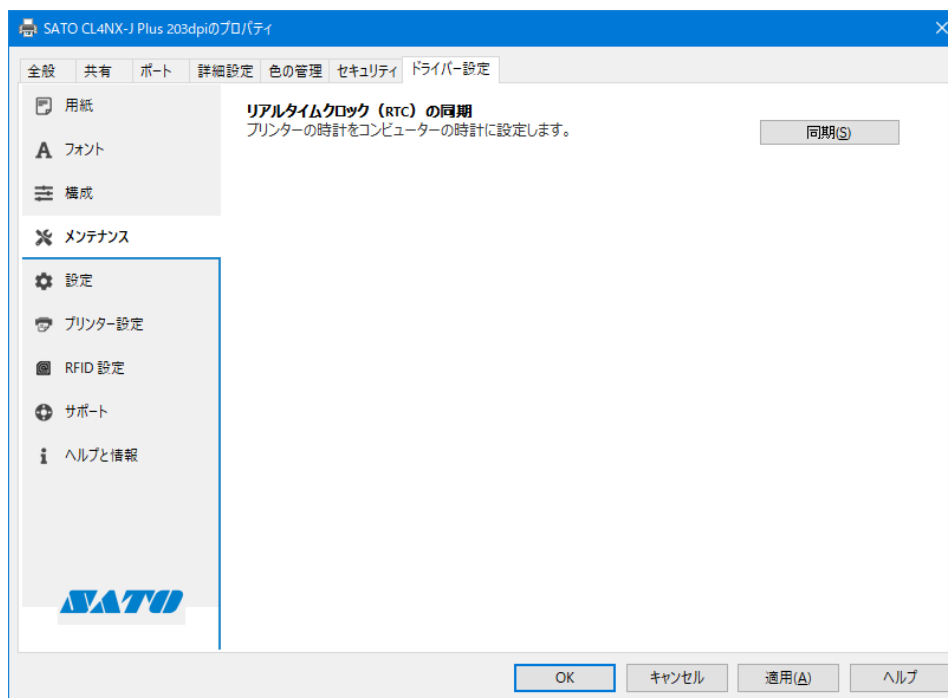 SATO CL4NX-J Plus 203dpiのプロパティ
全般 共有 ポート 詳細設定 色の管理 セキュリティ ドライバー設定
用紙
フォント
構成
メンテナンス
設定
プリンター設定
RFID 設定
サポート
ヘルプと情報
SATO
リアルタイムクロック（RTC）の同期
プリンターの時計をコンピューターの時計に設定します。
同期(S)
OK キャンセル 適用(A) ヘルプ